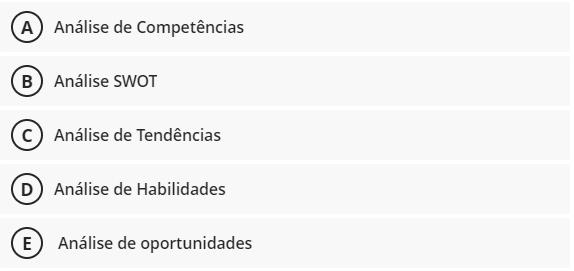 A Análise de Competências
B Análise SWOT
C Análise de Tendências
D Análise de Habilidades
E Análise de oportunidades